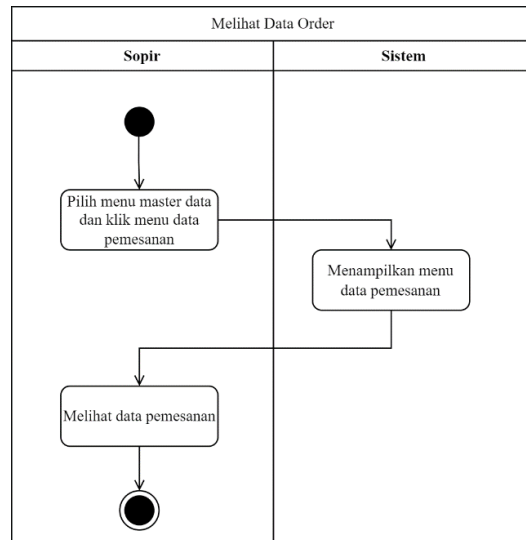 Melihat Data Order
Sopir
Sistem
Pilih menu master data
dan klik menu data
pemesanan
Menampilkan menu
data pemesanan
Melihat data pemesanan